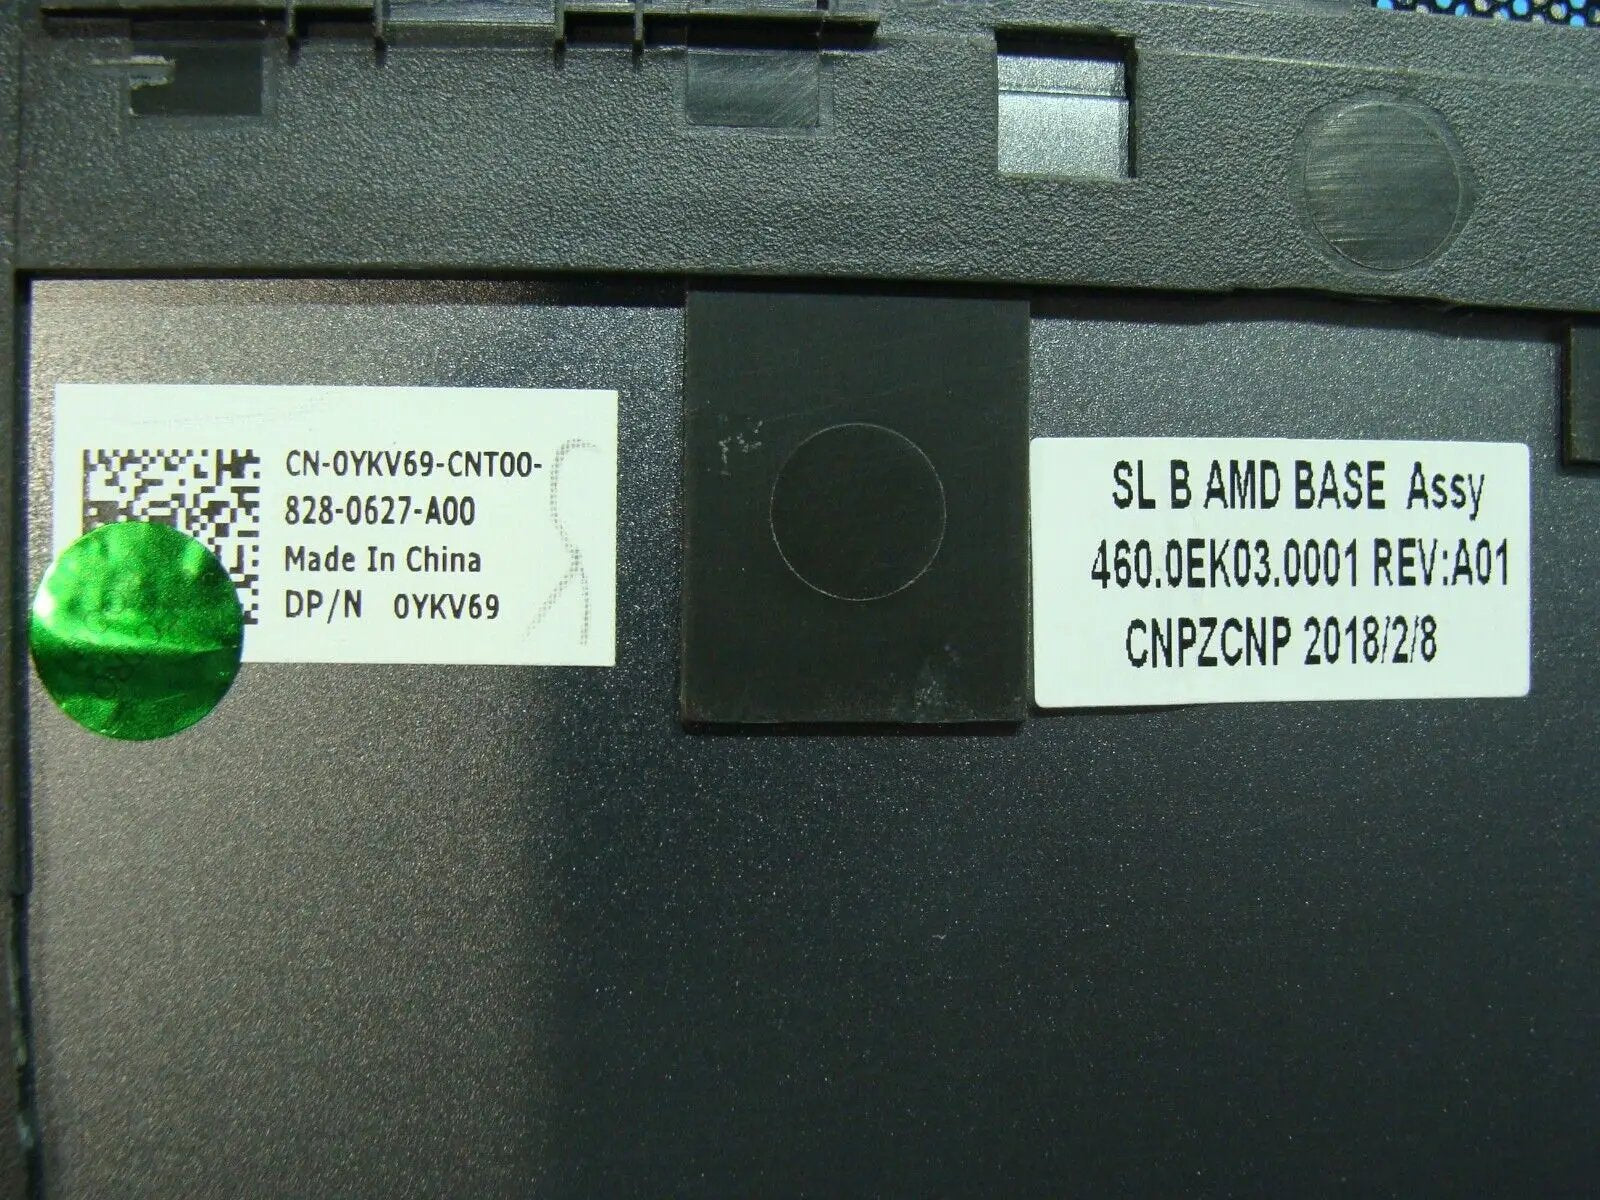 CN-0YKV69-CNT00-
828-0627-A00
Made In China
DP/N 0YKV69
SL B AMD BASE Assy
460.0EK03.0001 REV:A01
CNPZCNP 2018/2/8